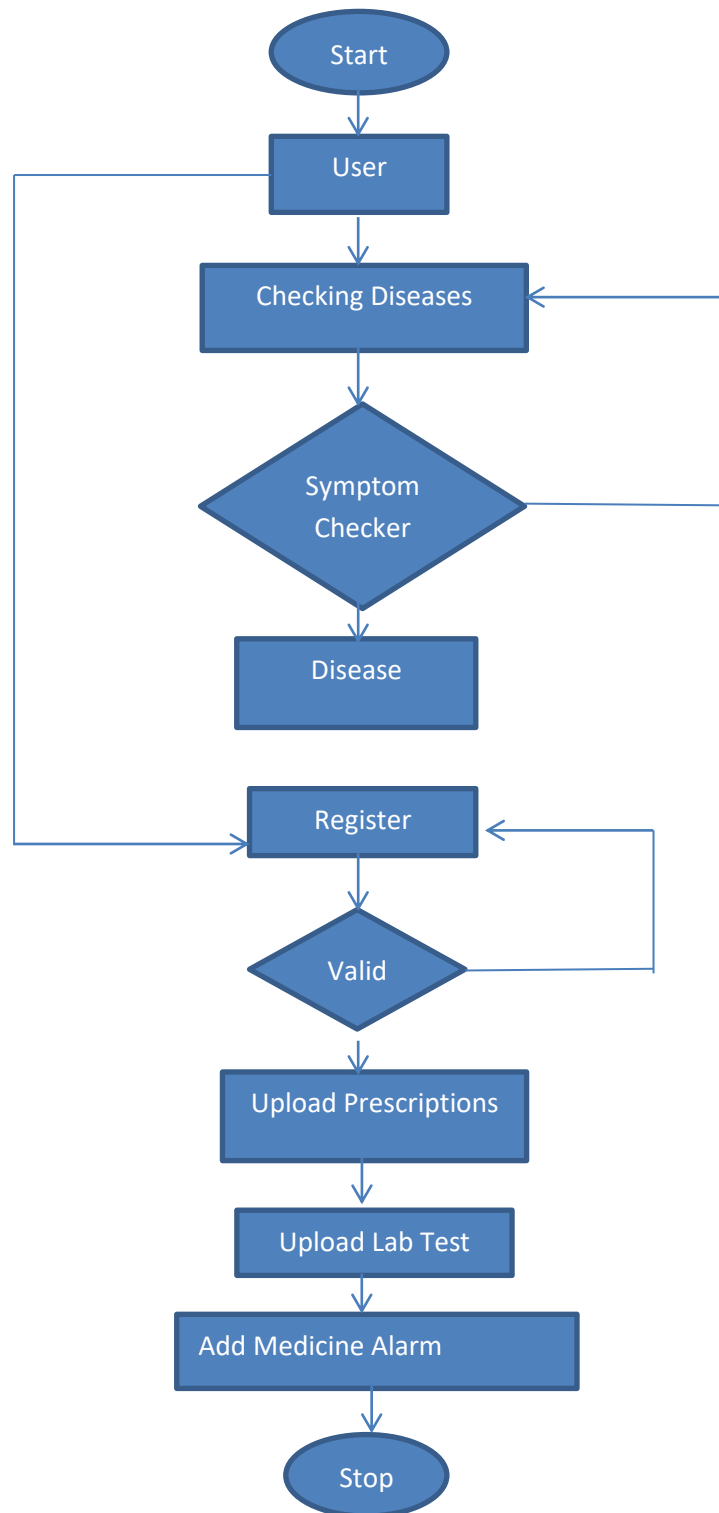 Start
User
Checking Diseases
Symptom
Checker
Disease
Register
Valid
Upload Prescriptions
Upload Lab Test
Add Medicine Alarm
Stop